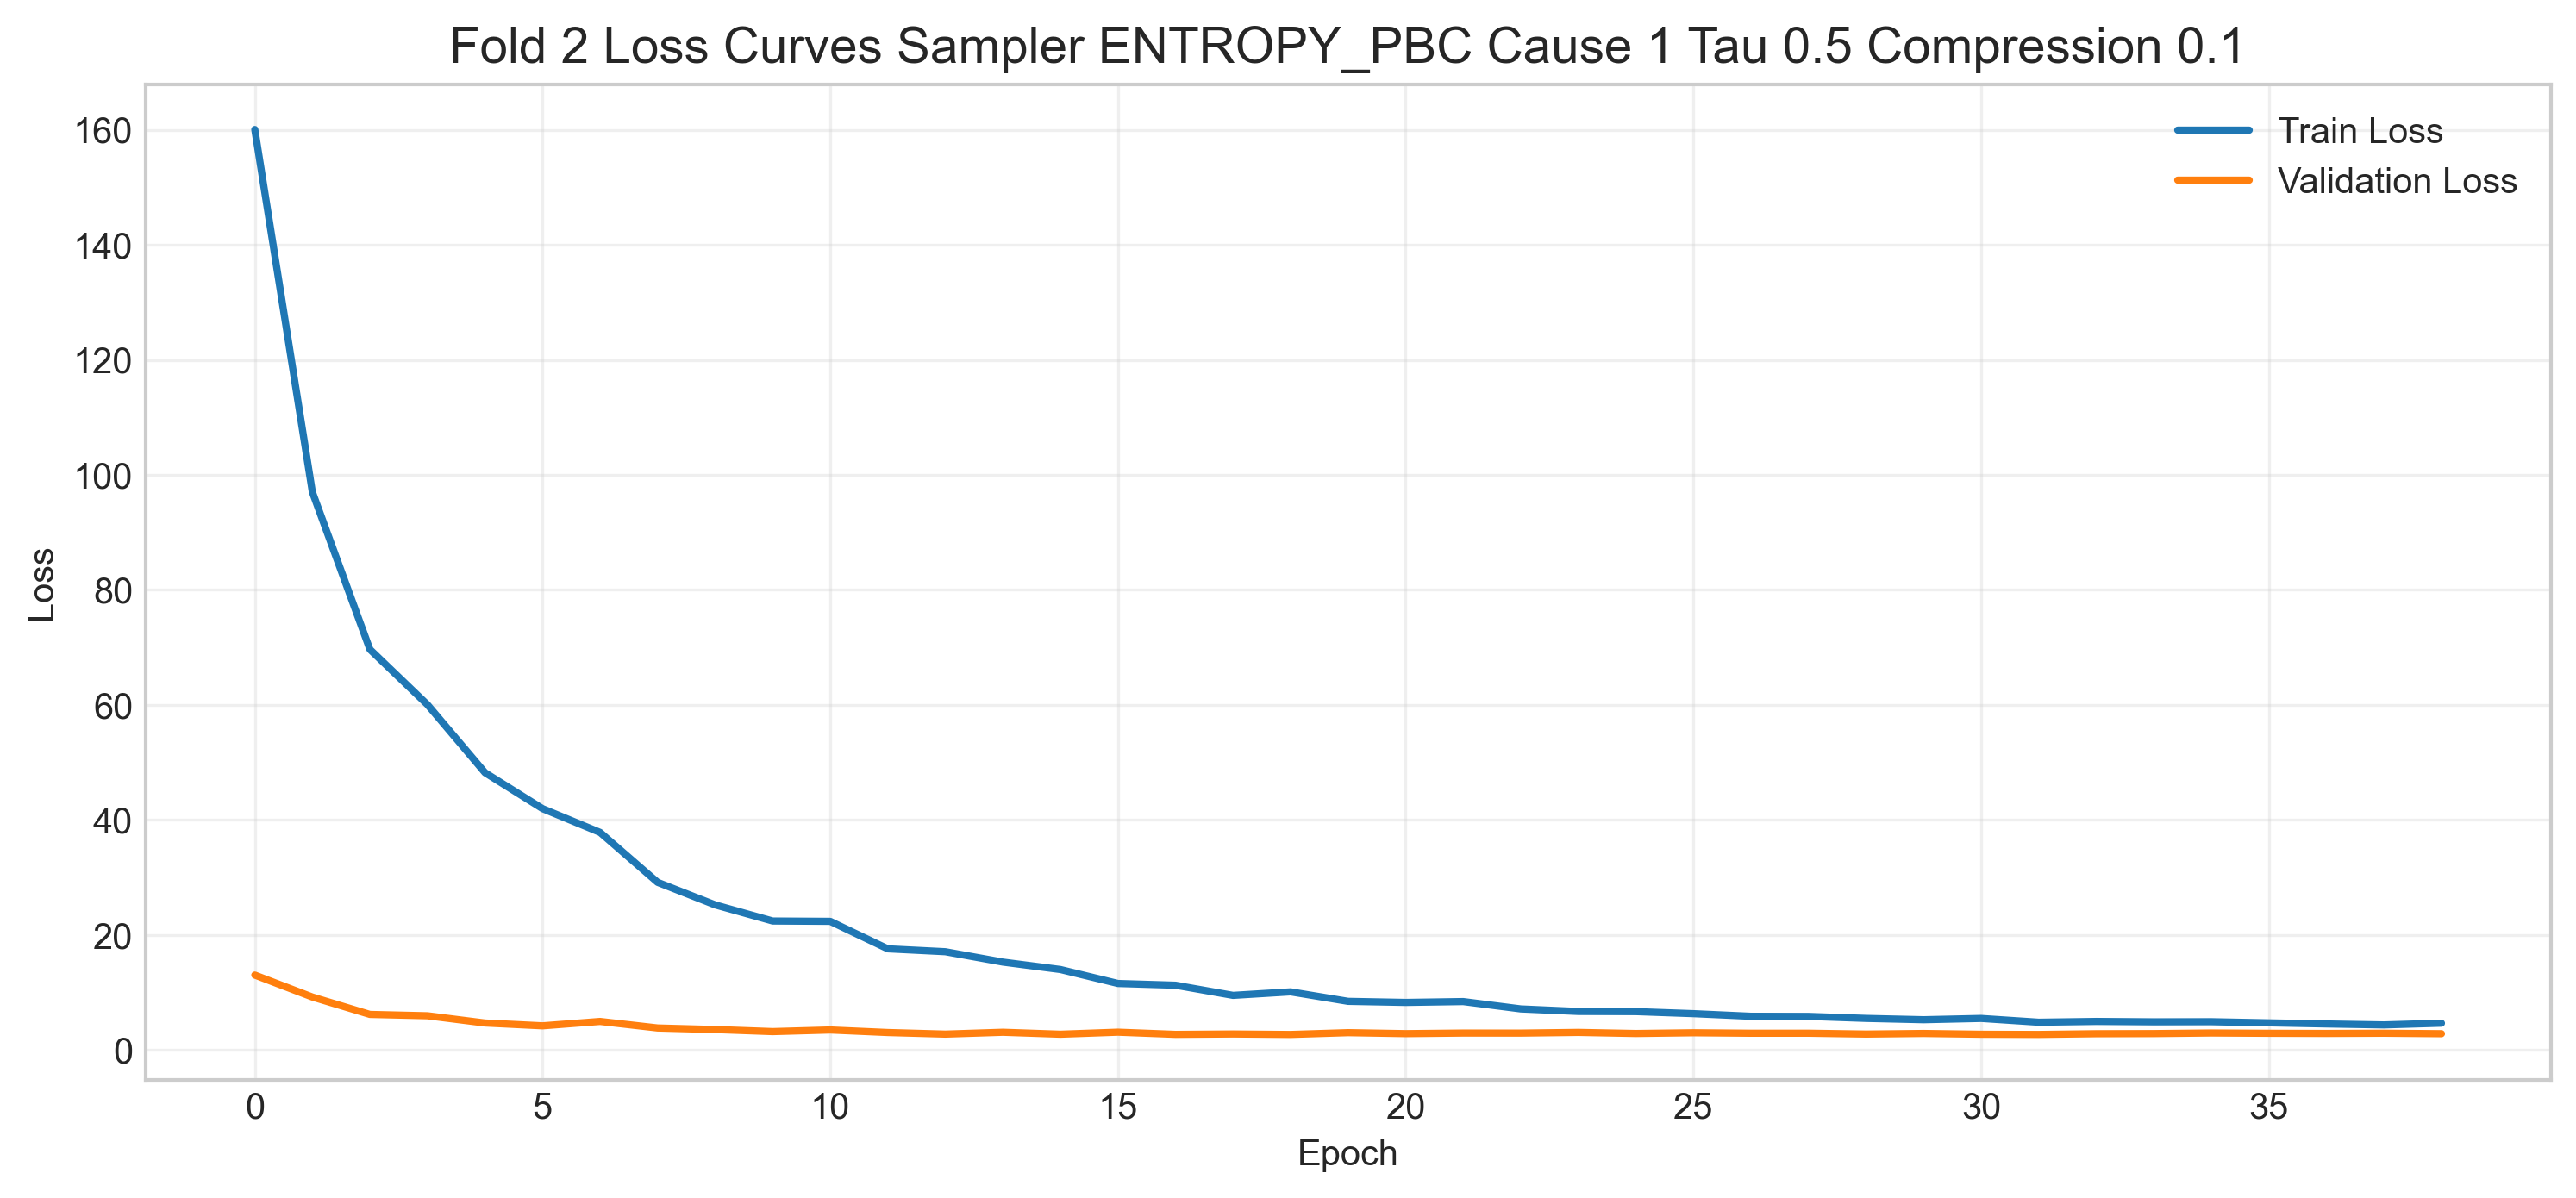 Fold 2 Loss Curves Sampler ENTROPY_PBC Cause 1 Tau 0.5 Compression 0.1
Train Loss
Validation Loss
160
140
120
100
80
60
40
20
0
Loss
0 5 10 15 20 25 30 35
Epoch